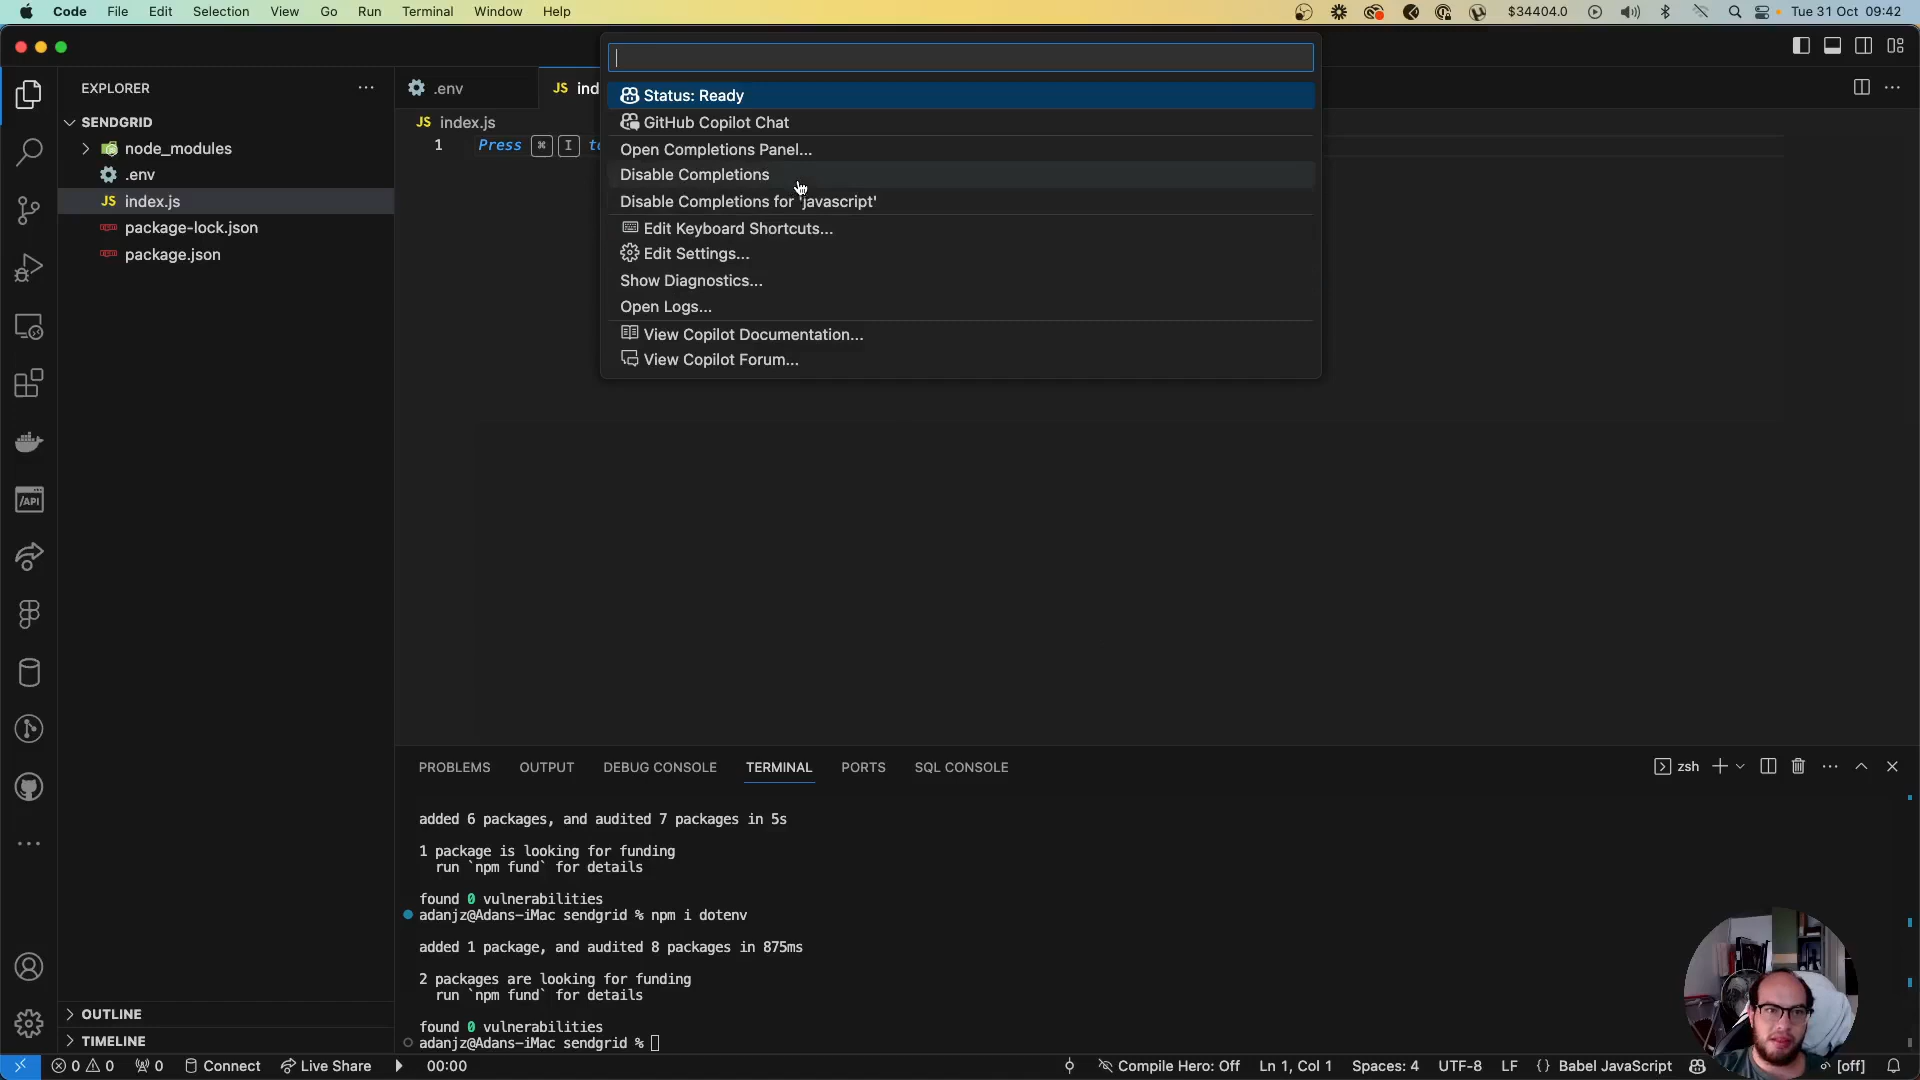 Code File Edit Selection View Go Run Terminal Window Help $34404.0 Tue 31 Oct 09:42
EXPLORER
SENDGRID
node_modules
.env
JS index.js
package-lock.json
package.json
OUTLINE
TIMELINE
.env
JS ind
JS index.js
1 Press ⌘ I to
Status: Ready
GitHub Copilot Chat
Open Completions Panel...
Disable Completions
Disable Completions for 'javascript'
Edit Keyboard Shortcuts...
Edit Settings...
Show Diagnostics...
Open Logs...
View Copilot Documentation...
View Copilot Forum...
/API
PROBLEMS OUTPUT DEBUG CONSOLE TERMINAL PORTS SQL CONSOLE zsh
added 6 packages, and audited 7 packages in 5s
1 package is looking for funding
run `npm fund` for details
found 0 vulnerabilities
adanjz@Adans-iMac sendgrid % npm i dotenv
added 1 package, and audited 8 packages in 875ms
2 packages are looking for funding
run `npm fund` for details
found 0 vulnerabilities
adanjz@Adans-iMac sendgrid %
0 0 0 Connect Live Share 00:00 Compile Hero: Off Ln 1, Col 1 Spaces: 4 UTF-8 LF {} Babel JavaScript [off]